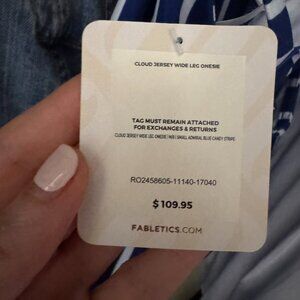 CLOUD JERSEY WIDE LEG ONESIE
TAG MUST REMAIN ATTACHED
FOR EXCHANGES & RETURNS
CLOUD JERSEY WIDE LEG ONESIE | W/B | SMALL ADMIRAL BLUE CANDY STRIPE
RO2458605-11140-17040
$109.95
FABLETICS.COM